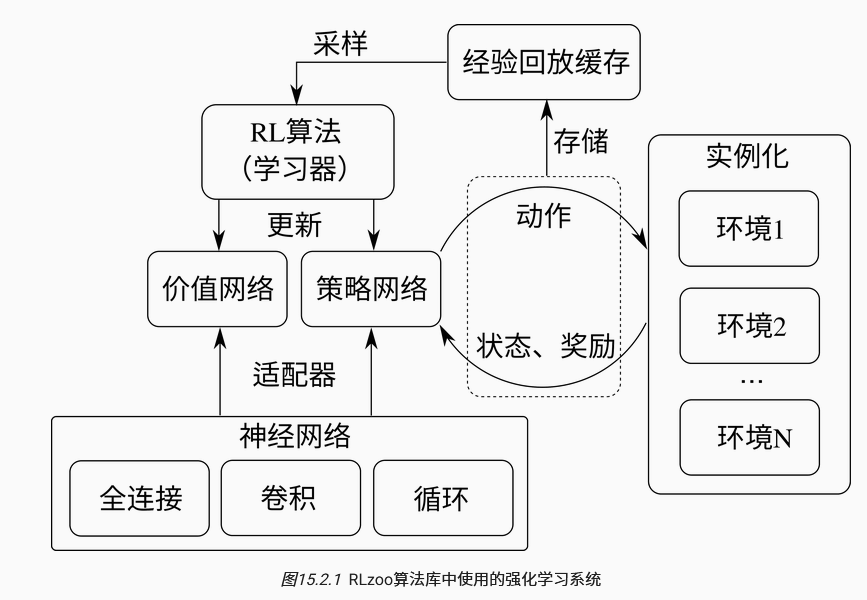 采样
经验回放缓存
RL算法
（学习器）
存储
实例化
更新
动作
环境1
价值网络
策略网络
状态、奖励
环境2
...
适配器
环境N
神经网络
全连接
卷积
循环
图15.2.1 RLzoo算法库中使用的强化学习系统